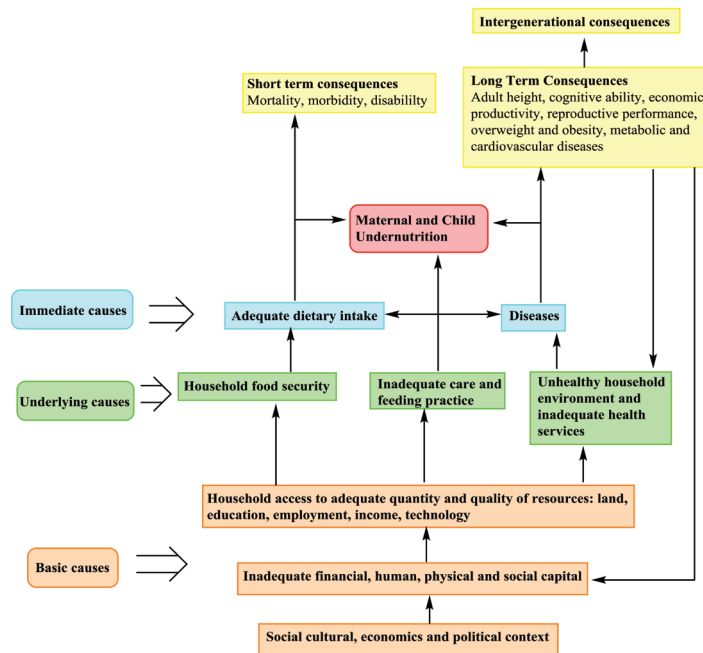 Intergenerational consequences
Short term consequences
Mortality, morbidity, disabililty
Long Term Consequences
Adult height, cognitive ability, economic
productivity, reproductive performance,
overweight and obesity, metabolic and
cardiovascular diseases
Maternal and Child
Undernutrition
Immediate causes
Adequate dietary intake
Diseases
Underlying causes
Household food security
Inadequate care and
feeding practice
Unhealthy household
environment and
inadequate health
services
Household access to adequate quantity and quality of resources: land,
education, employment, income, technology
Basic causes
Inadequate financial, human, physical and social capital
Social cultural, economics and political context